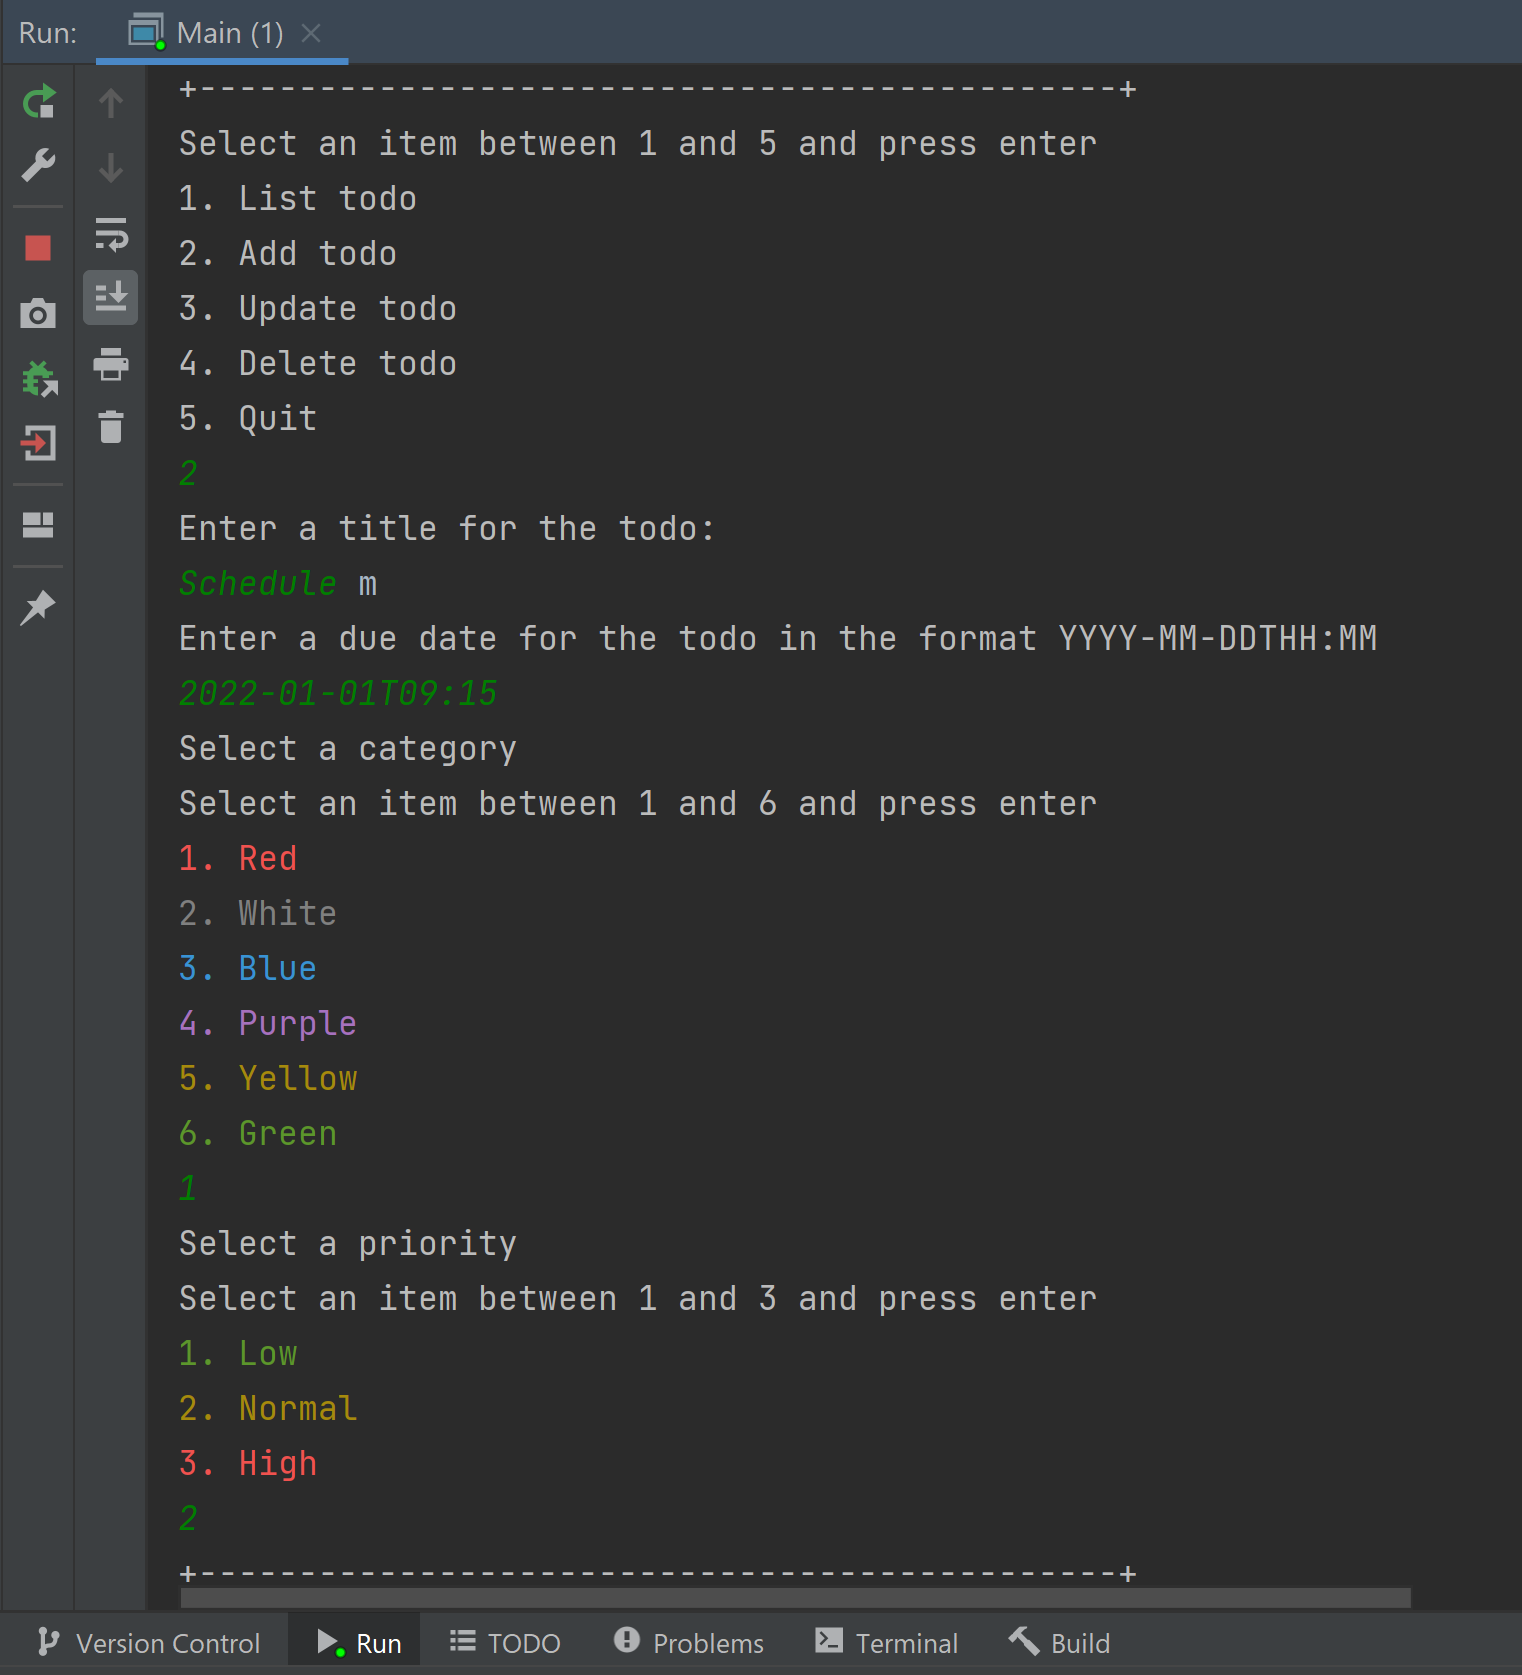 Run: Main (1)
+----------------------------------------------+
Select an item between 1 and 5 and press enter
1. List todo
2. Add todo
3. Update todo
4. Delete todo
5. Quit
2
Enter a title for the todo:
Schedule m
Enter a due date for the todo in the format YYYY-MM-DDTHH:MM
2022-01-01T09:15
Select a category
Select an item between 1 and 6 and press enter
1. Red
2. White
3. Blue
4. Purple
5. Yellow
6. Green
1
Select a priority
Select an item between 1 and 3 and press enter
1. Low
2. Normal
3. High
2
+----------------------------------------------+
Version Control Run TODO Problems Terminal Build